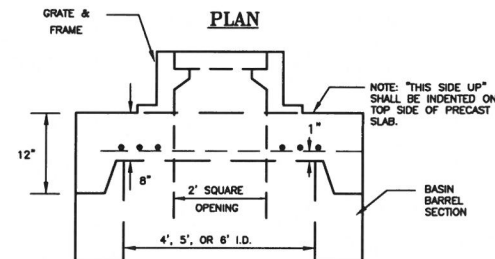 GRATE &
FRAME
PLAN
NOTE: "THIS SIDE UP"
SHALL BE INDENTED ON
TOP SIDE OF PRECAST
SLAB.
1"
12"
8"
2' SQUARE
OPENING
BASIN
BARREL
SECTION
4', 5', OR 6' I.D.